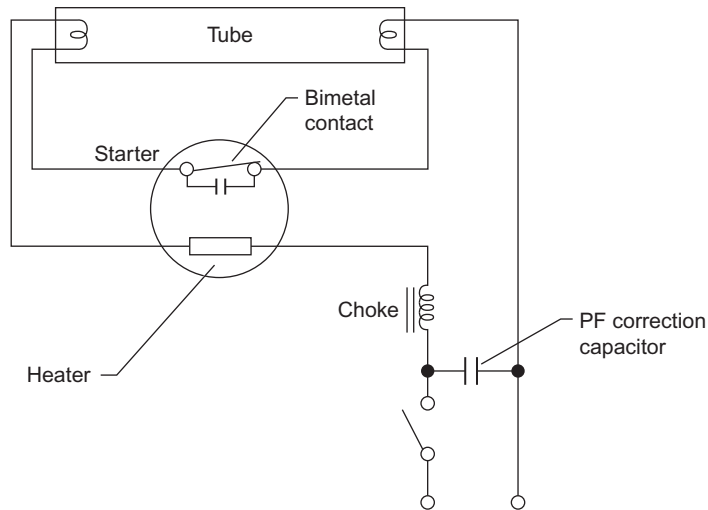 Tube
Bimetal
contact
Starter
Choke
PF correction
capacitor
Heater